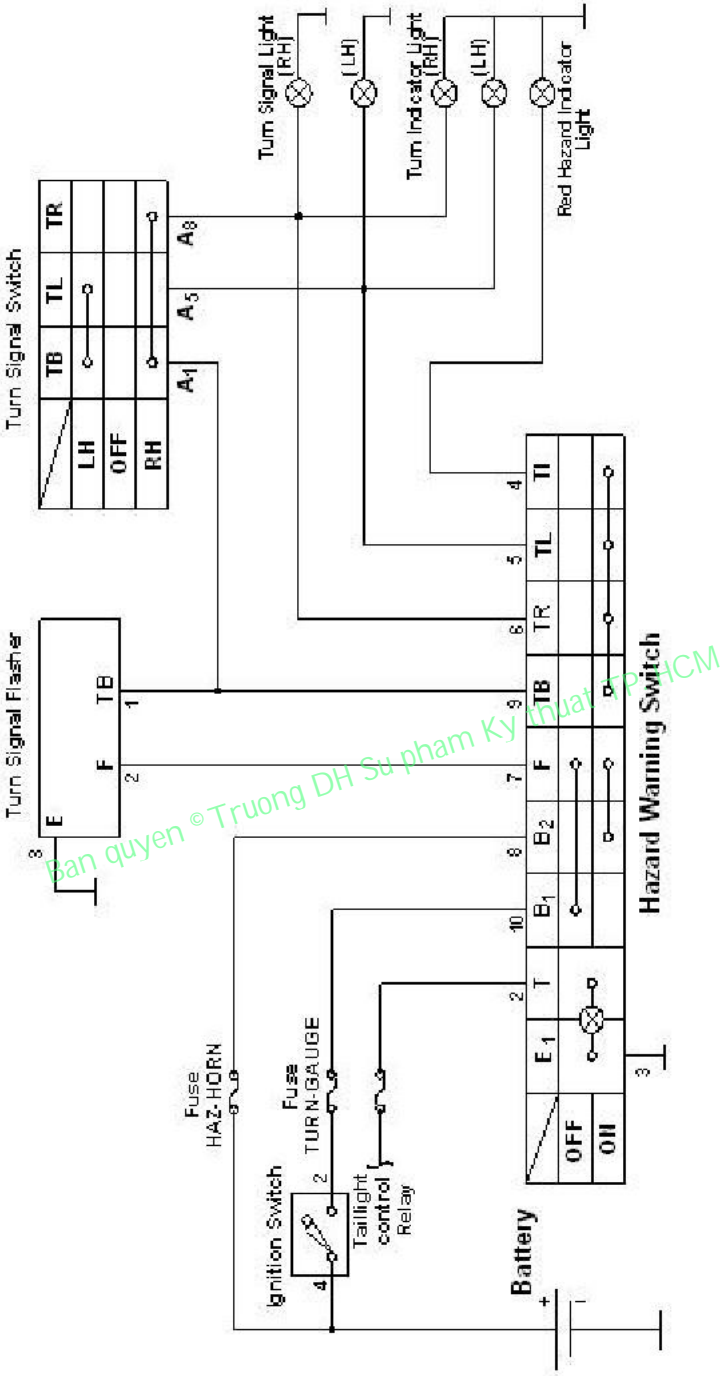 Turn Signal Switch
TB TL TR
LH
OFF
RH
A1 A5 A8
Turn Signal Light
(RH)
(LH)
Turn Indicator Light
(RH)
(LH)
Red Hazard Indicator
Light
Turn Signal Flasher
E F TB
3 2 1
Fuse
HAZ-HORN
Fuse
TURN-GAUGE
Ignition Switch
4 2
Taillight
control
Relay
Battery
+
-
2 10 8 7 9 6 5 4
E1 T B1 B2 F TB TR TL TI
OFF
ON
3
Hazard Warning Switch
Ban quyen © Truong DH Su pham Ky thuat TP. HCM